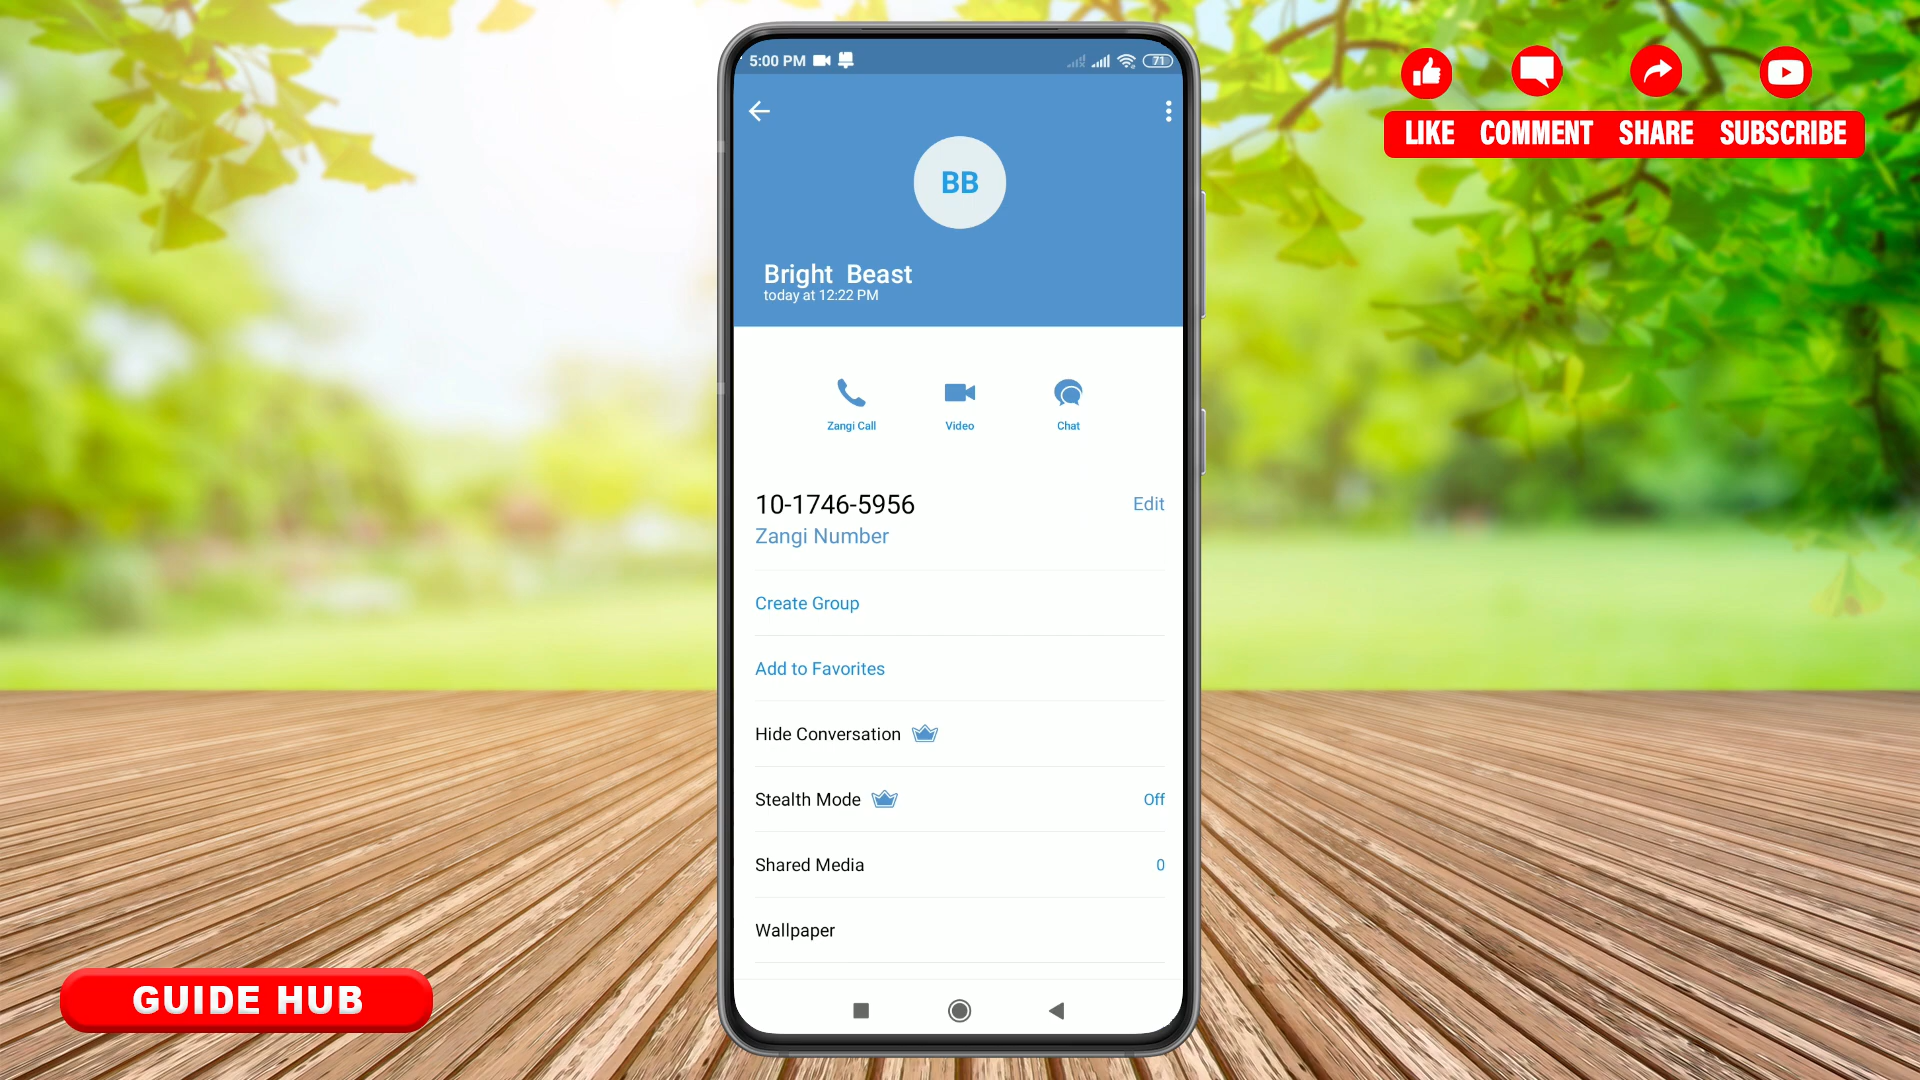 5:00 PM
71
BB
Bright Beast
today at 12:22 PM
Zangi Call
Video
Chat
10-1746-5956
Edit
Zangi Number
Create Group
Add to Favorites
Hide Conversation
Stealth Mode
Off
Shared Media
0
Wallpaper
LIKE COMMENT SHARE SUBSCRIBE
GUIDE HUB